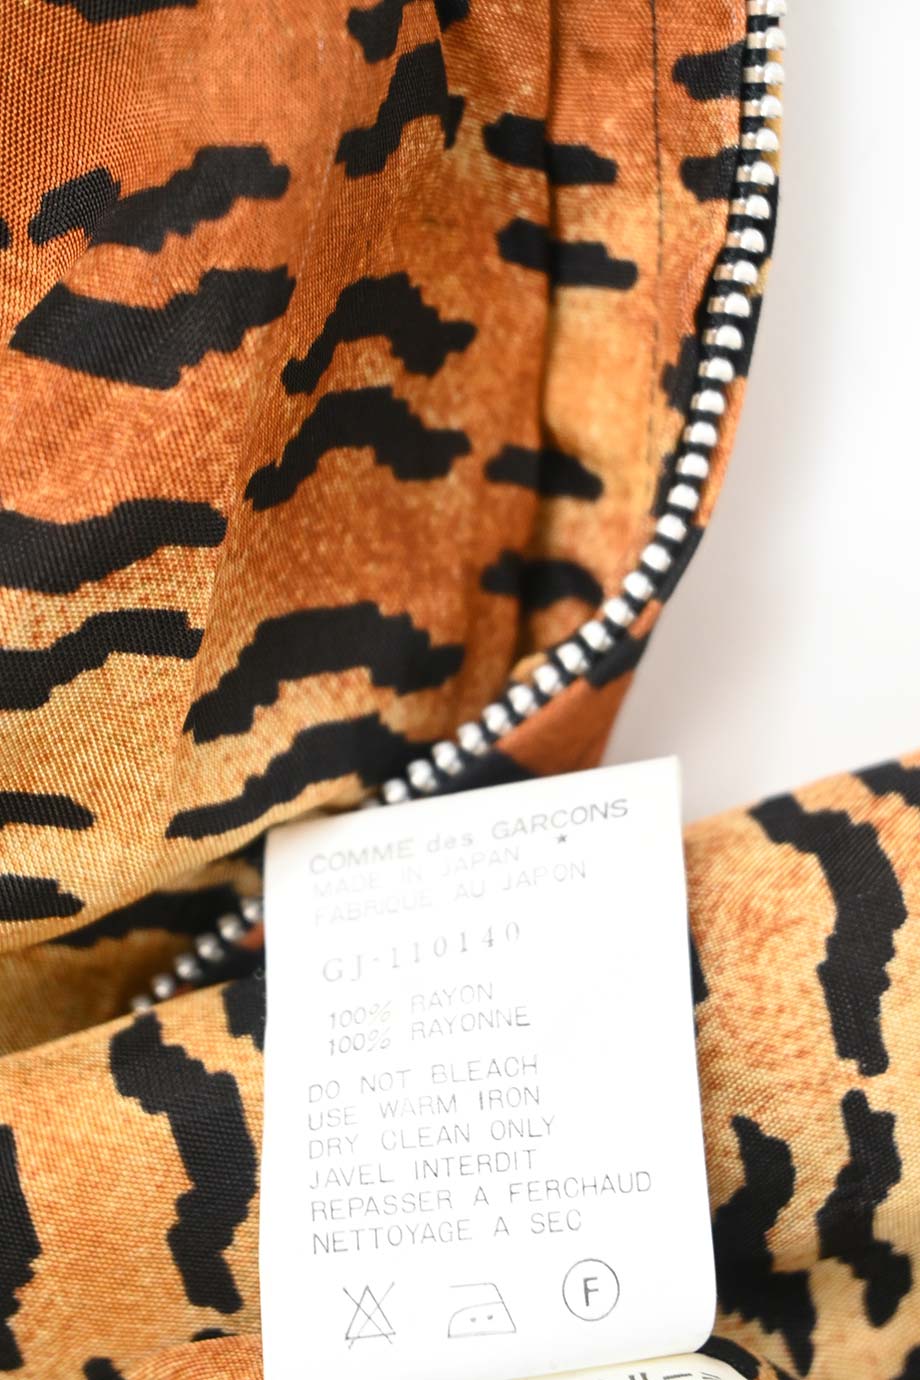 COMME des GARCONS
MADE IN JAPAN *
FABRIQUE AU JAPON
GJ-110140
100% RAYON
100% RAYONNE
DO NOT BLEACH
USE WARM IRON
DRY CLEAN ONLY
JAVEL INTERDIT
REPASSER A FERCHAUD
NETTOYAGE A SEC
F